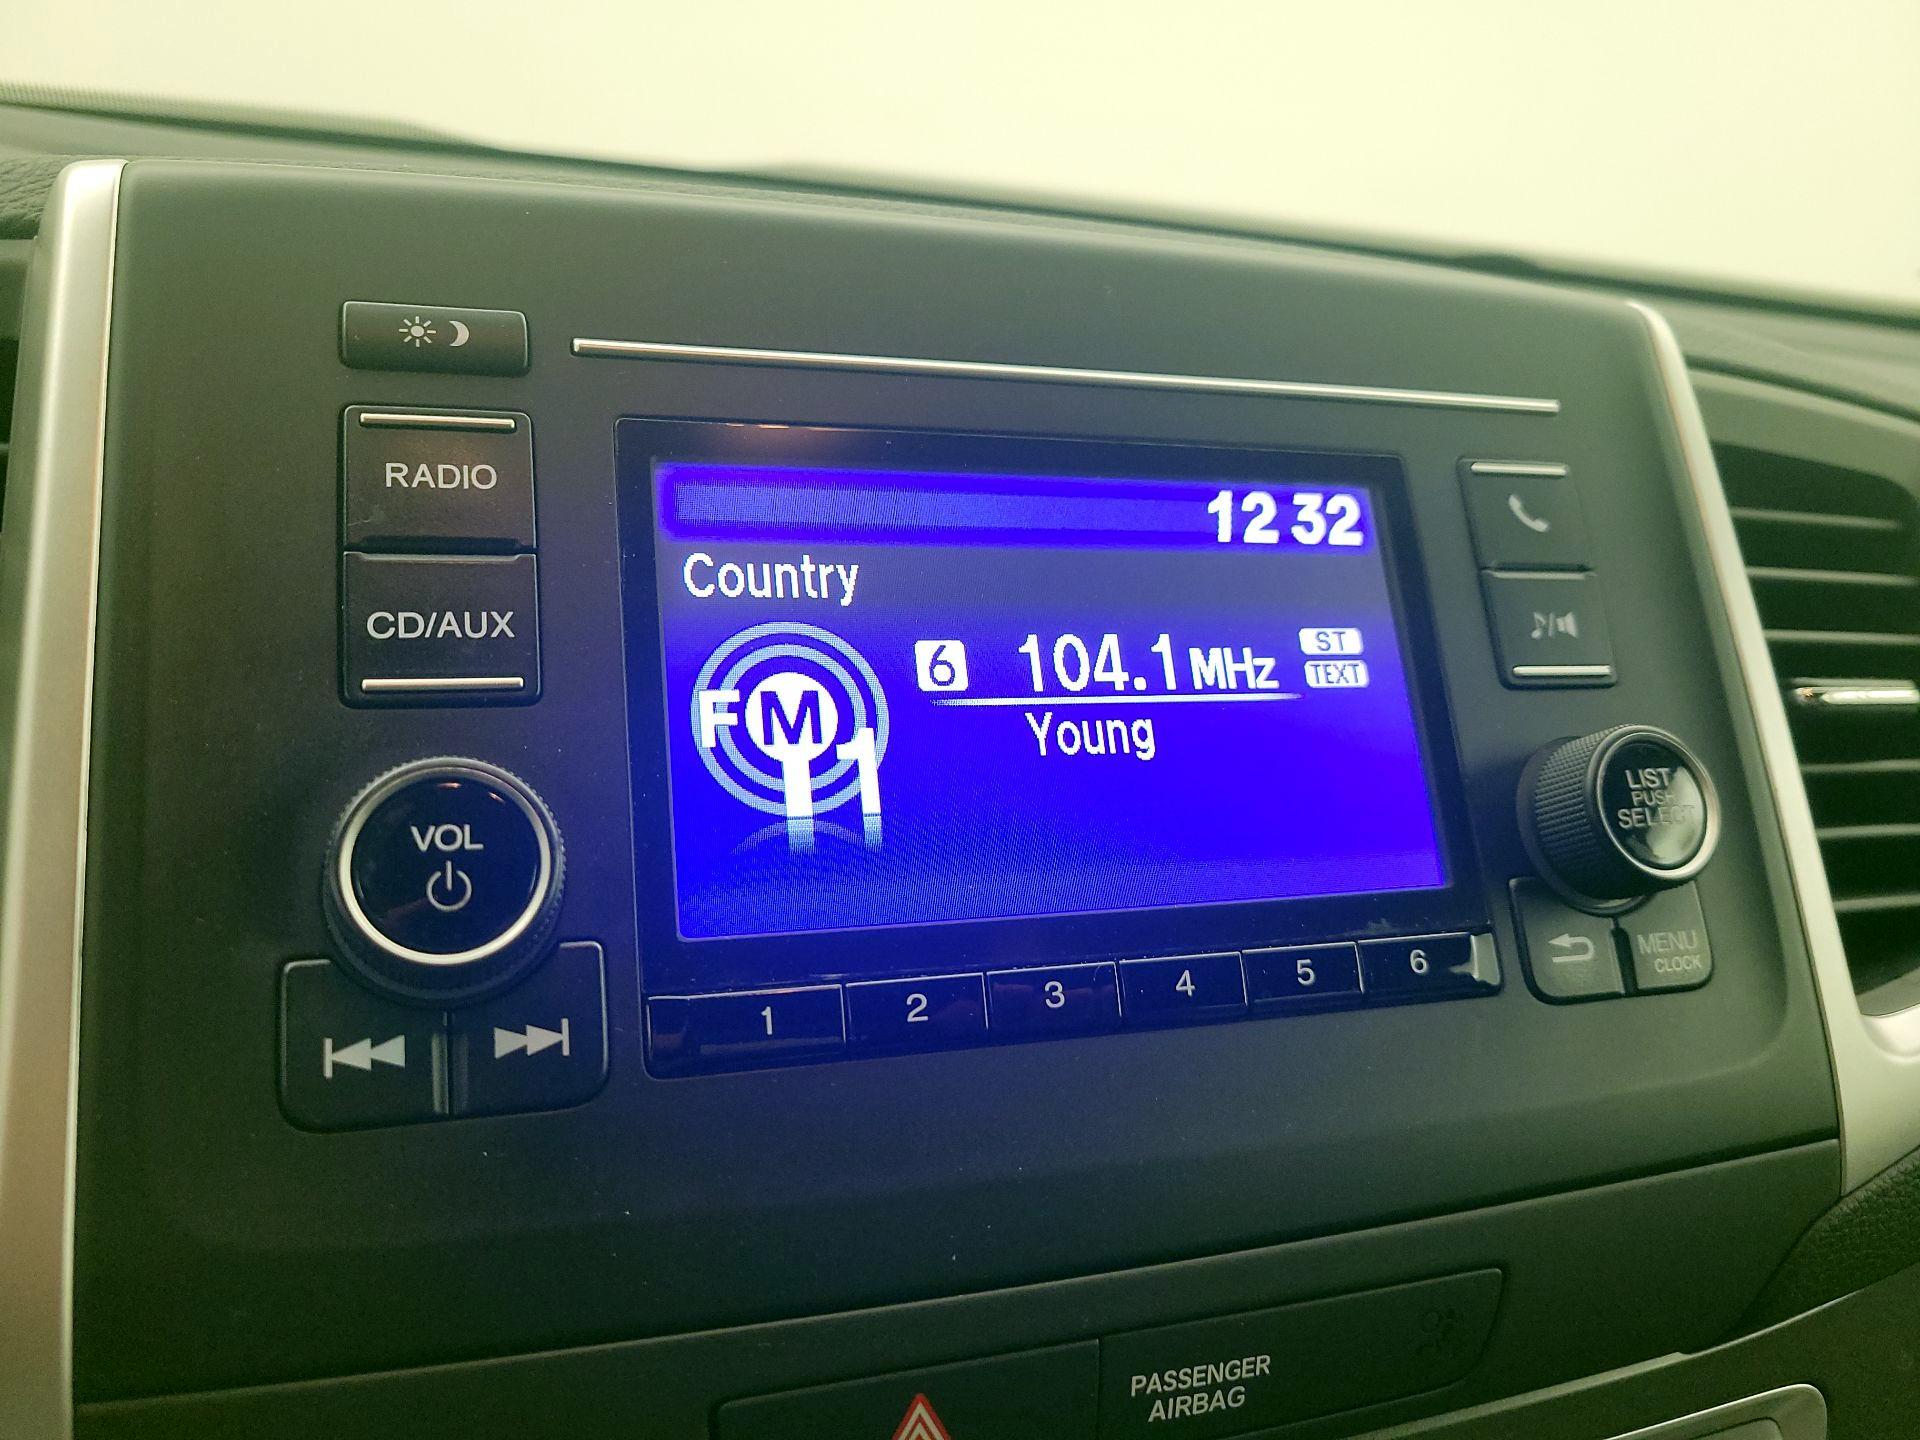 RADIO
CD/AUX
VOL
12 32
Country
FM 1
6 104.1 MHz
ST
TEXT
Young
1 2 3 4 5 6
LIST
PUSH
SELECT
MENU
CLOCK
PASSENGER
AIRBAG